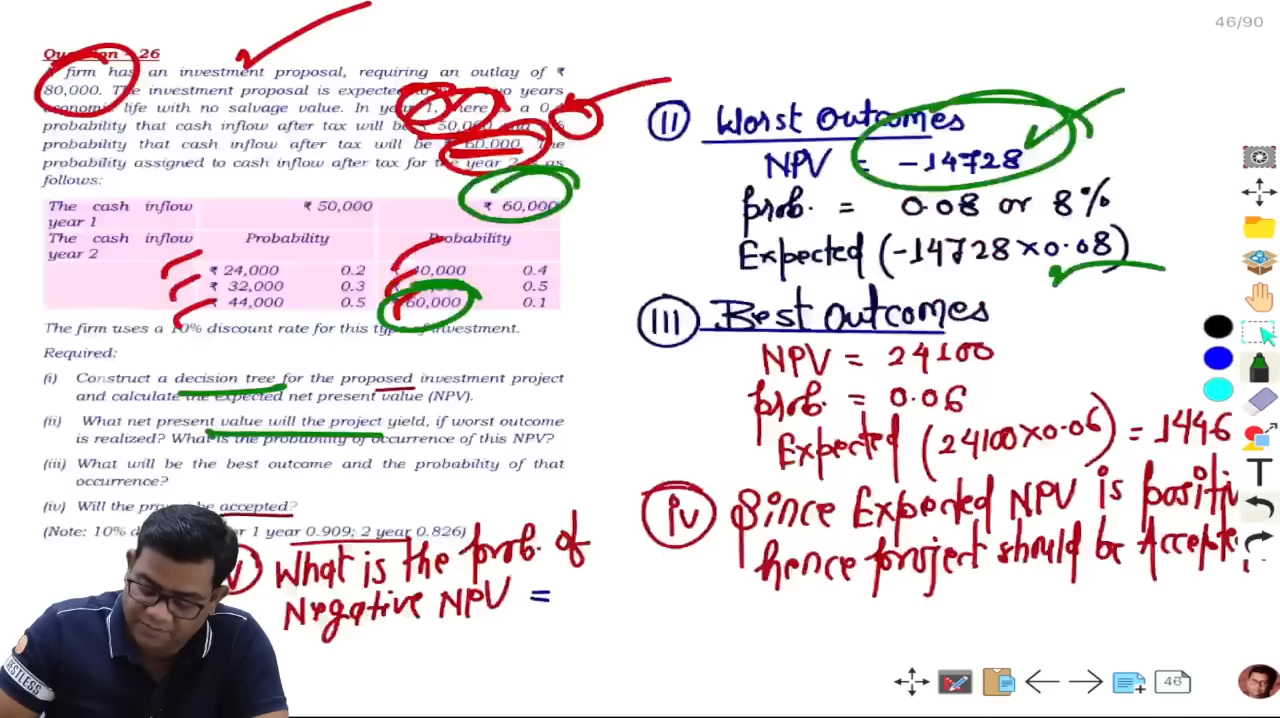 46/90
Question - 26
firm has an investment proposal, requiring an outlay of ₹
80,000. The investment proposal is expected to two years
economic life with no salvage value. In year 1, there is a 0.4
probability that cash inflow after tax will be ₹ 50,000 and
probability that cash inflow after tax will be ₹ 60,000. The
probability assigned to cash inflow after tax for the year 2 as
follows:
The cash inflow year 1 ₹ 50,000 ₹ 60,000
The cash inflow year 2 Probability Probability
₹ 24,000 0.2 40,000 0.4
₹ 32,000 0.3 0.5
₹ 44,000 0.5 60,000 0.1
The firm uses a 10% discount rate for this type of investment.
Required:
(i) Construct a decision tree for the proposed investment project
and calculate the expected net present value (NPV).
(ii) What net present value will the project yield, if worst outcome
is realized? What is the probability of occurrence of this NPV?
(iii) What will be the best outcome and the probability of that
occurrence?
(iv) Will the be accepted?
(Note: 10% 1 year 0.909; 2 year 0.826)
What is the prob. of
Negative NPV =
II Worst Outcomes
NPV = -14728
prob. = 0.08 or 8%
Expected (-14728×0.08)
III Best Outcomes
NPV = 24100
prob. = 0.06
Expected (24100×0.06) = 1446
iv Since Expected NPV is positiv
hence project should be Accepte
RESTLESS
T
46